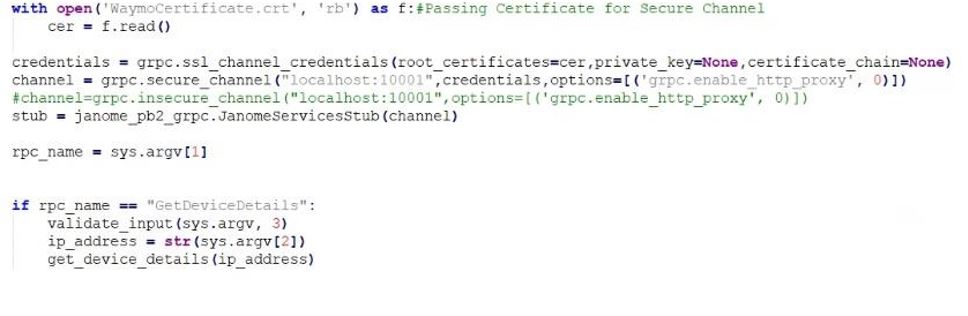 with open('WaymoCertificate.crt', 'rb') as f:#Passing Certificate for Secure Channel
    cer = f.read()
credentials = grpc.ssl_channel_credentials(root_certificates=cer,private_key=None,certificate_chain=None)
channel = grpc.secure_channel("localhost:10001",credentials,options=[('grpc.enable_http_proxy', 0)])
#channel=grpc.insecure_channel("localhost:10001",options=[('grpc.enable_http_proxy', 0)])
stub = janome_pb2_grpc.JanomeServicesStub(channel)
rpc_name = sys.argv[1]
if rpc_name == "GetDeviceDetails":
    validate_input(sys.argv, 3)
    ip_address = str(sys.argv[2])
    get_device_details(ip_address)